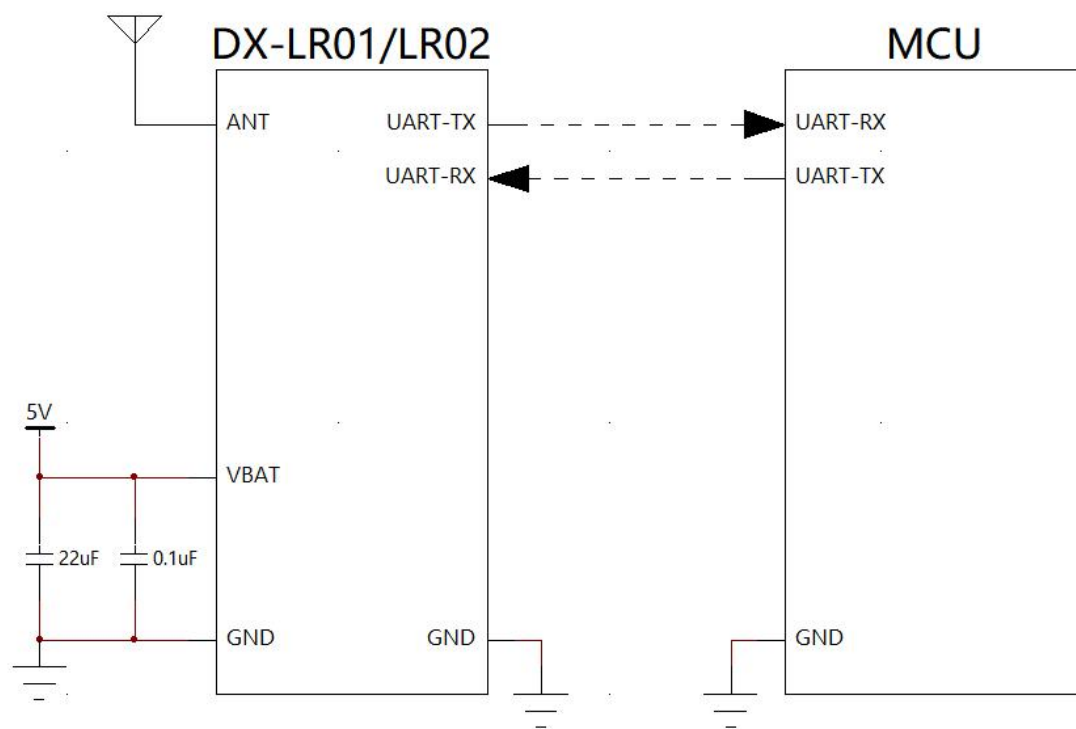 DX-LR01/LR02
MCU
ANT
UART-TX
UART-RX
UART-RX
UART-TX
5V
VBAT
22uF
0.1uF
GND
GND
GND